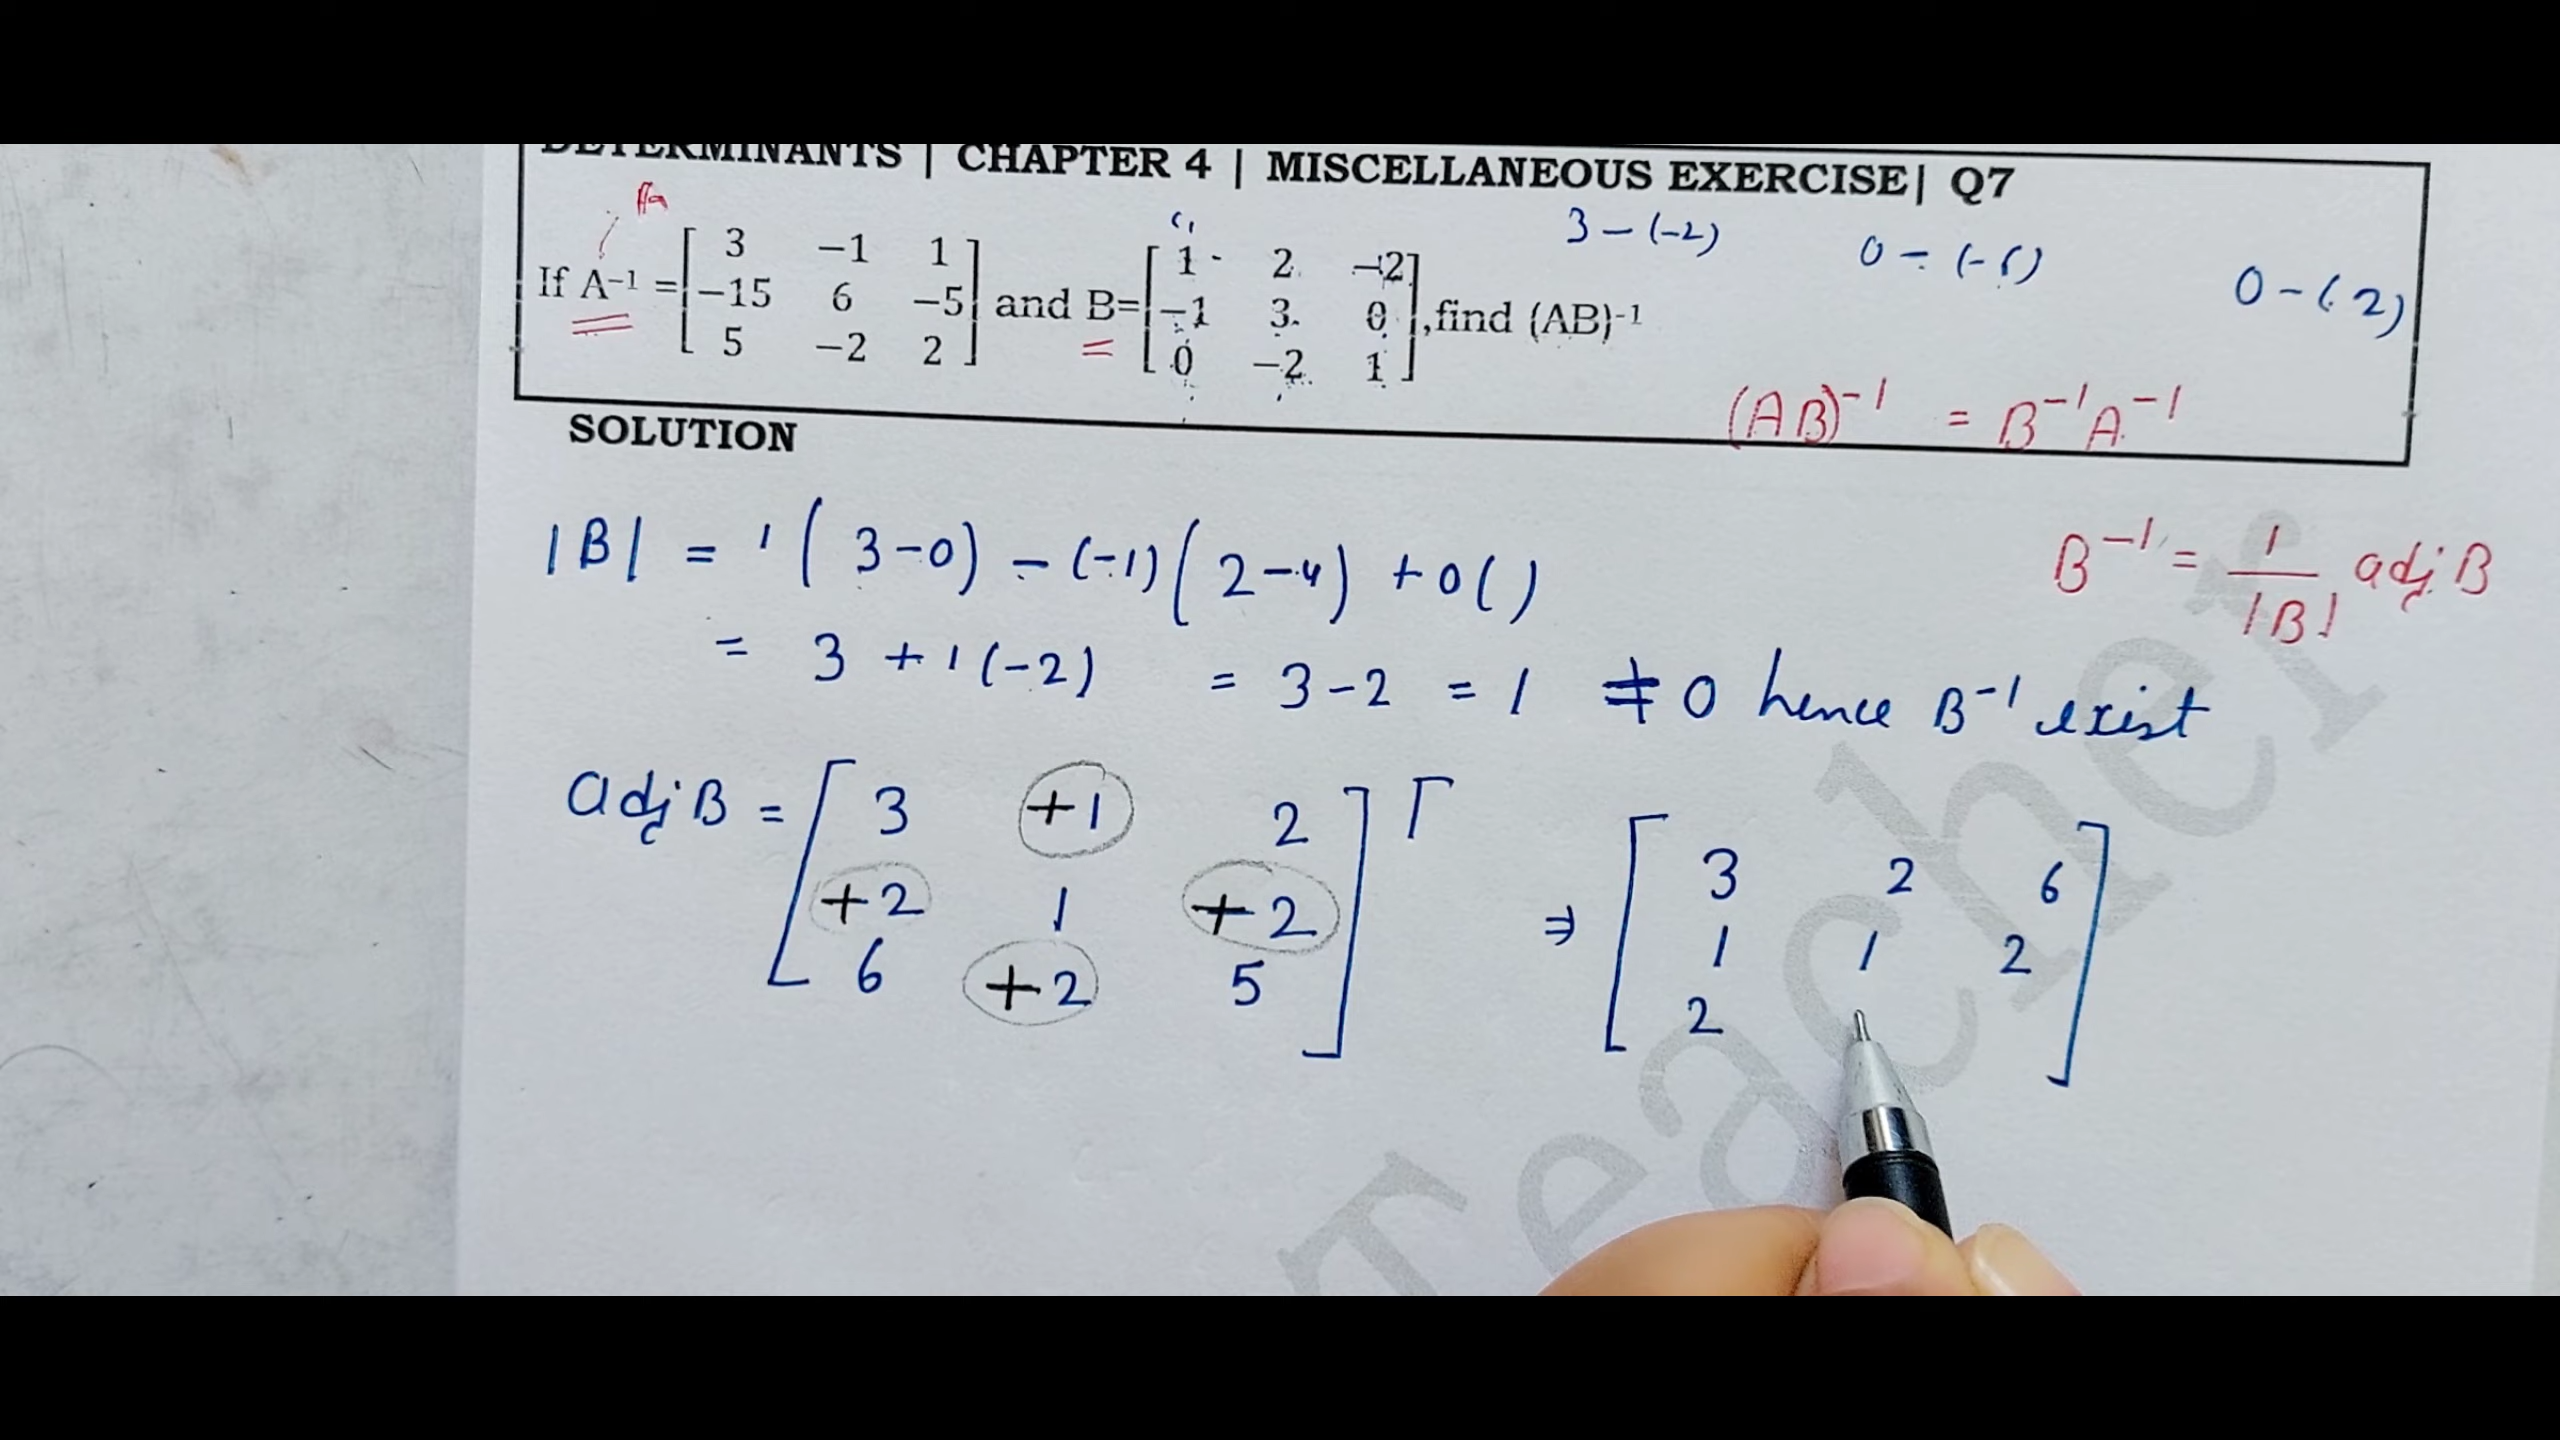 DETERMINANTS | CHAPTER 4 | MISCELLANEOUS EXERCISE| Q7
3 - (-2)
0 - (-6)
0 - (2)
If A⁻¹ = [3 -1 1
-15 6 -5
5 -2 2] and B= [1 2 -2
-1 3 0
0 -2 1] ,find (AB)⁻¹
(AB)⁻¹ = B⁻¹A⁻¹
SOLUTION
|B| = 1(3-0) - (-1)(2-4) + 0( )
B⁻¹ = 1/|B| adj B
= 3 + 1(-2) = 3-2 = 1 ≠ 0 hence B⁻¹ exist
adj B = [3 +1 2
+2 1 +2
6 +2 5]ᵀ
⇒ [3 2 6
1 1 2
2 ]
Teacher